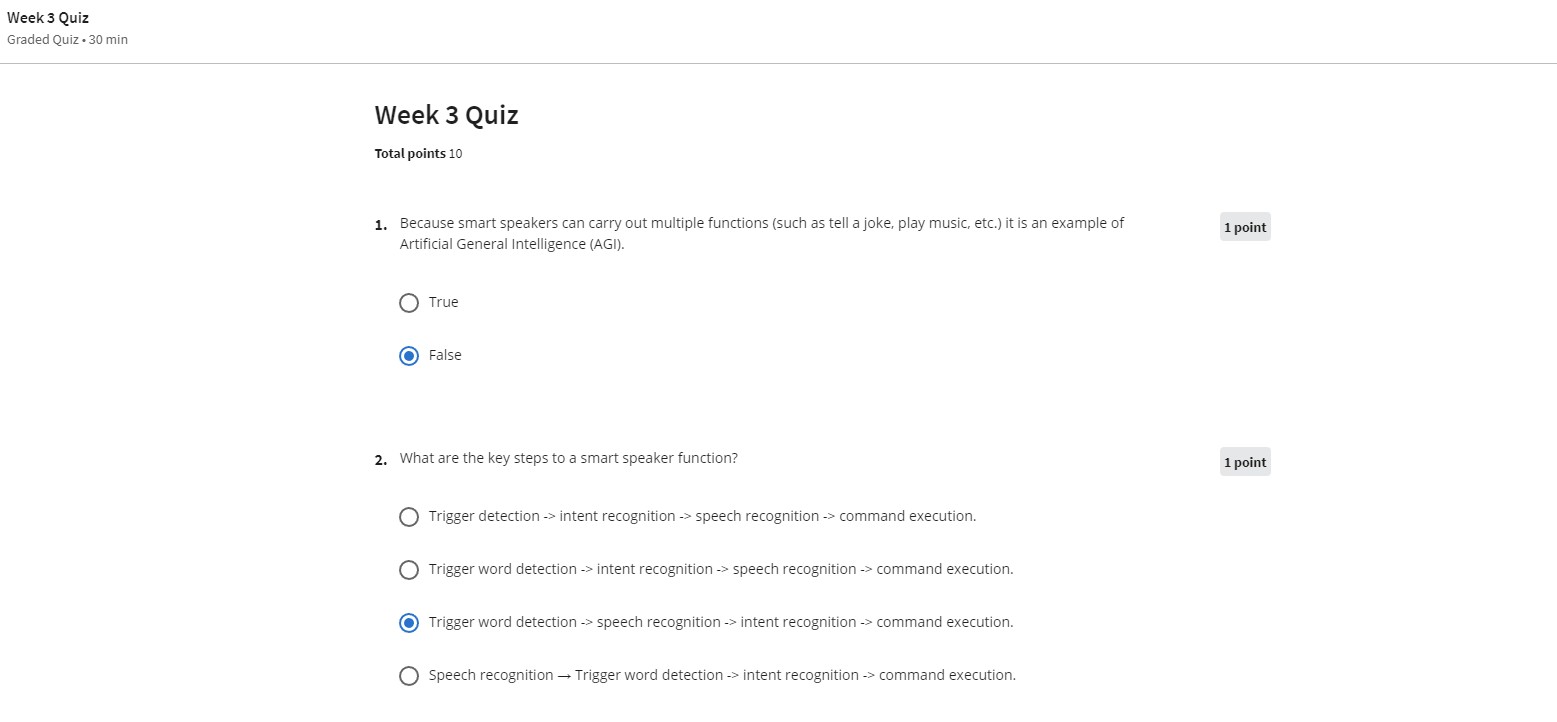 Week 3 Quiz
Graded Quiz • 30 min
Week 3 Quiz
Total points 10
1. Because smart speakers can carry out multiple functions (such as tell a joke, play music, etc.) it is an example of
Artificial General Intelligence (AGI).
1 point
True
False
2. What are the key steps to a smart speaker function?
1 point
Trigger detection -> intent recognition -> speech recognition -> command execution.
Trigger word detection -> intent recognition -> speech recognition -> command execution.
Trigger word detection -> speech recognition -> intent recognition -> command execution.
Speech recognition → Trigger word detection -> intent recognition -> command execution.